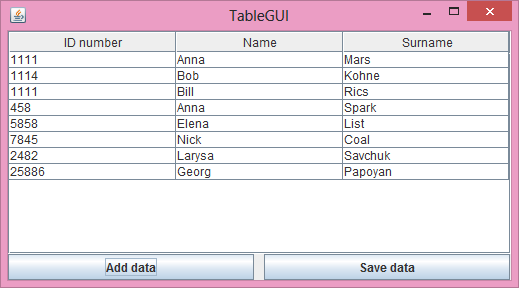 TableGUI
ID number Name Surname
1111 Anna Mars
1114 Bob Kohne
1111 Bill Rics
458 Anna Spark
5858 Elena List
7845 Nick Coal
2482 Larysa Savchuk
25886 Georg Papoyan
Add data Save data